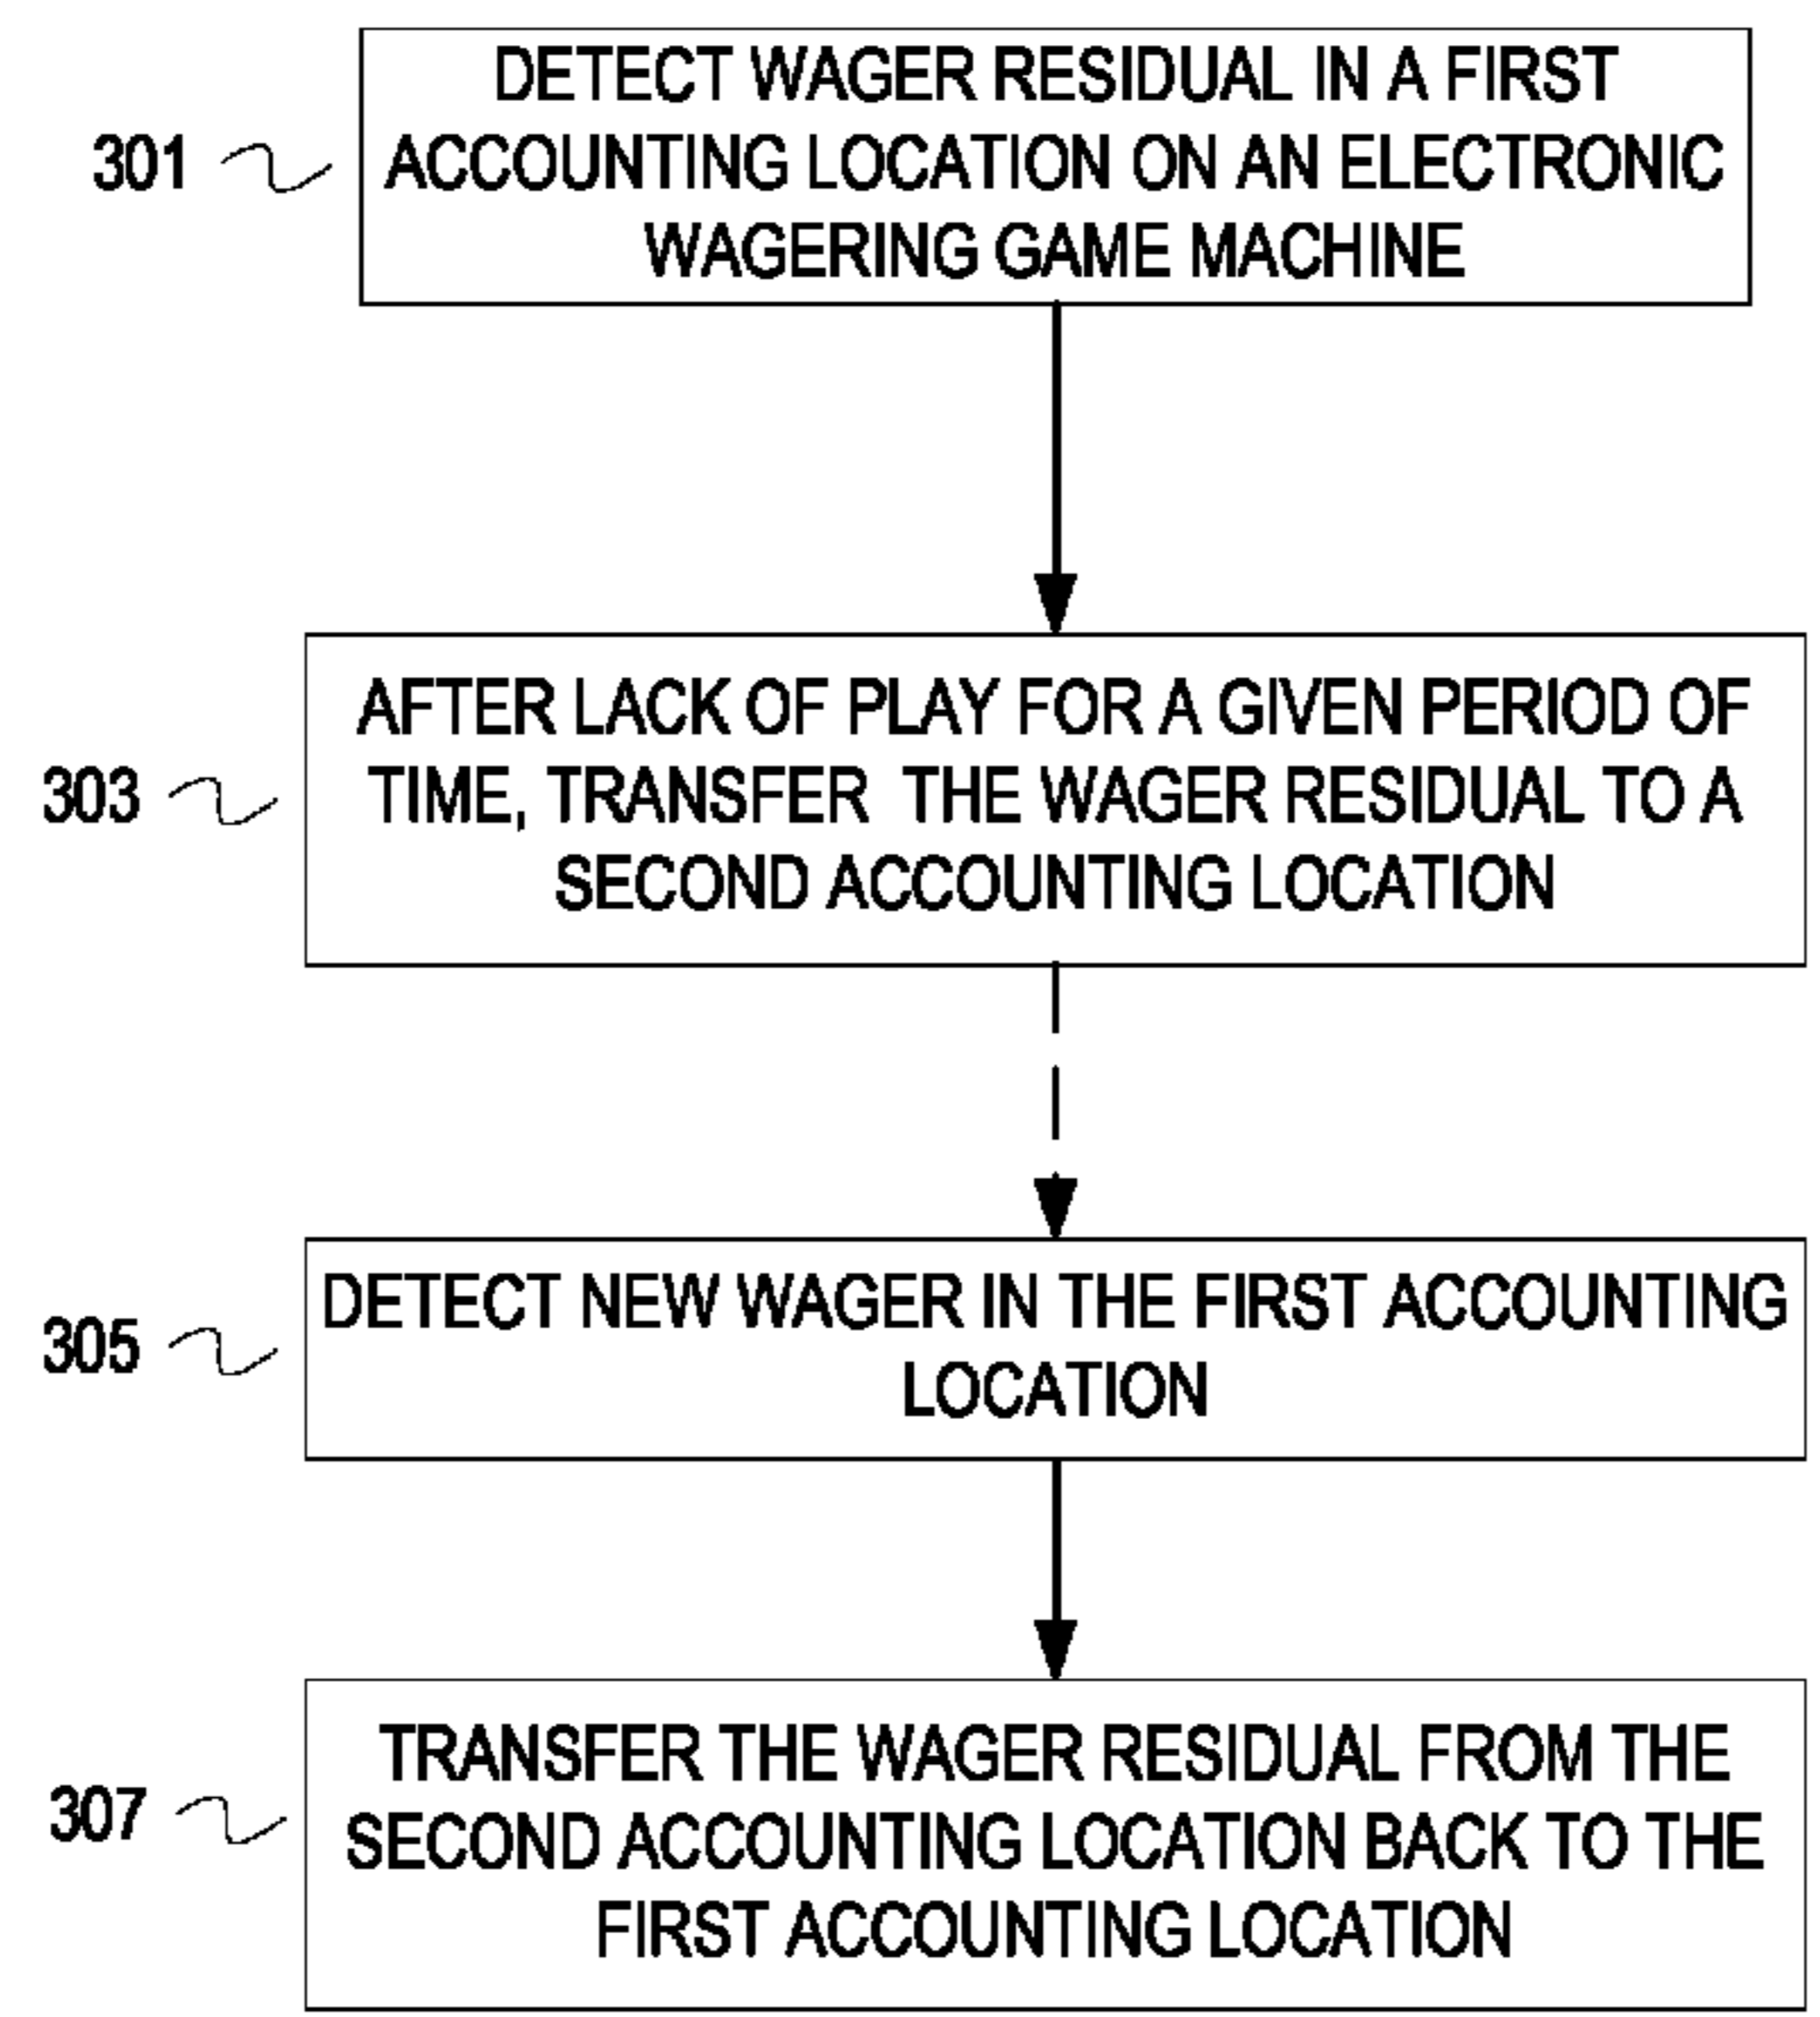 DETECT WAGER RESIDUAL IN A FIRST
301 ACCOUNTING LOCATION ON AN ELECTRONIC
WAGERING GAME MACHINE
AFTER LACK OF PLAY FOR A GIVEN PERIOD OF
303 TIME, TRANSFER THE WAGER RESIDUAL TO A
SECOND ACCOUNTING LOCATION
DETECT NEW WAGER IN THE FIRST ACCOUNTING
305
LOCATION
TRANSFER THE WAGER RESIDUAL FROM THE
307 SECOND ACCOUNTING LOCATION BACK TO THE
FIRST ACCOUNTING LOCATION